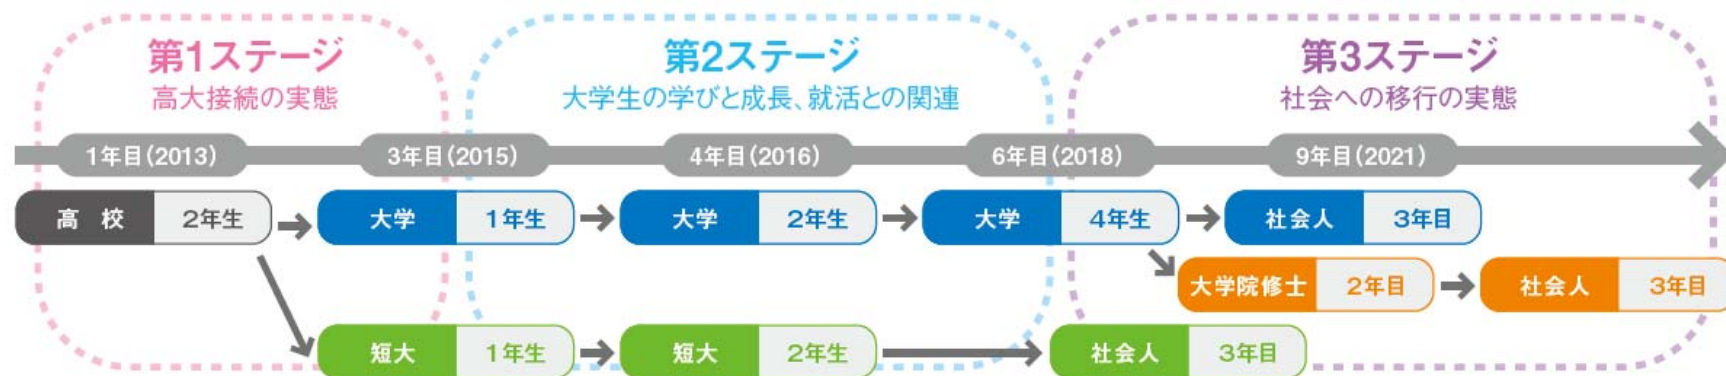 第1ステージ
高大接続の実態
第2ステージ
大学生の学びと成長、就活との関連
第3ステージ
社会への移行の実態
1年目(2013)
3年目(2015)
4年目(2016)
6年目(2018)
9年目(2021)
高 校 2年生
大学 1年生
大学 2年生
大学 4年生
社会人 3年目
大学院修士 2年目
社会人 3年目
短大 1年生
短大 2年生
社会人 3年目